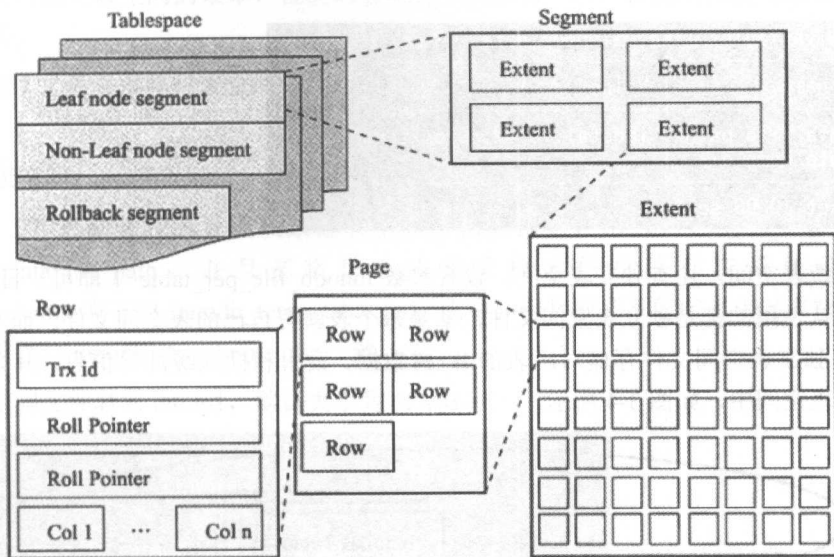 Tablespace
Segment
Leaf node segment
Non-Leaf node segment
Rollback segment
Extent Extent
Extent Extent
Extent
Page
Row Row
Row Row
Row
Row
Trx id
Roll Pointer
Roll Pointer
Col 1 ... Col n